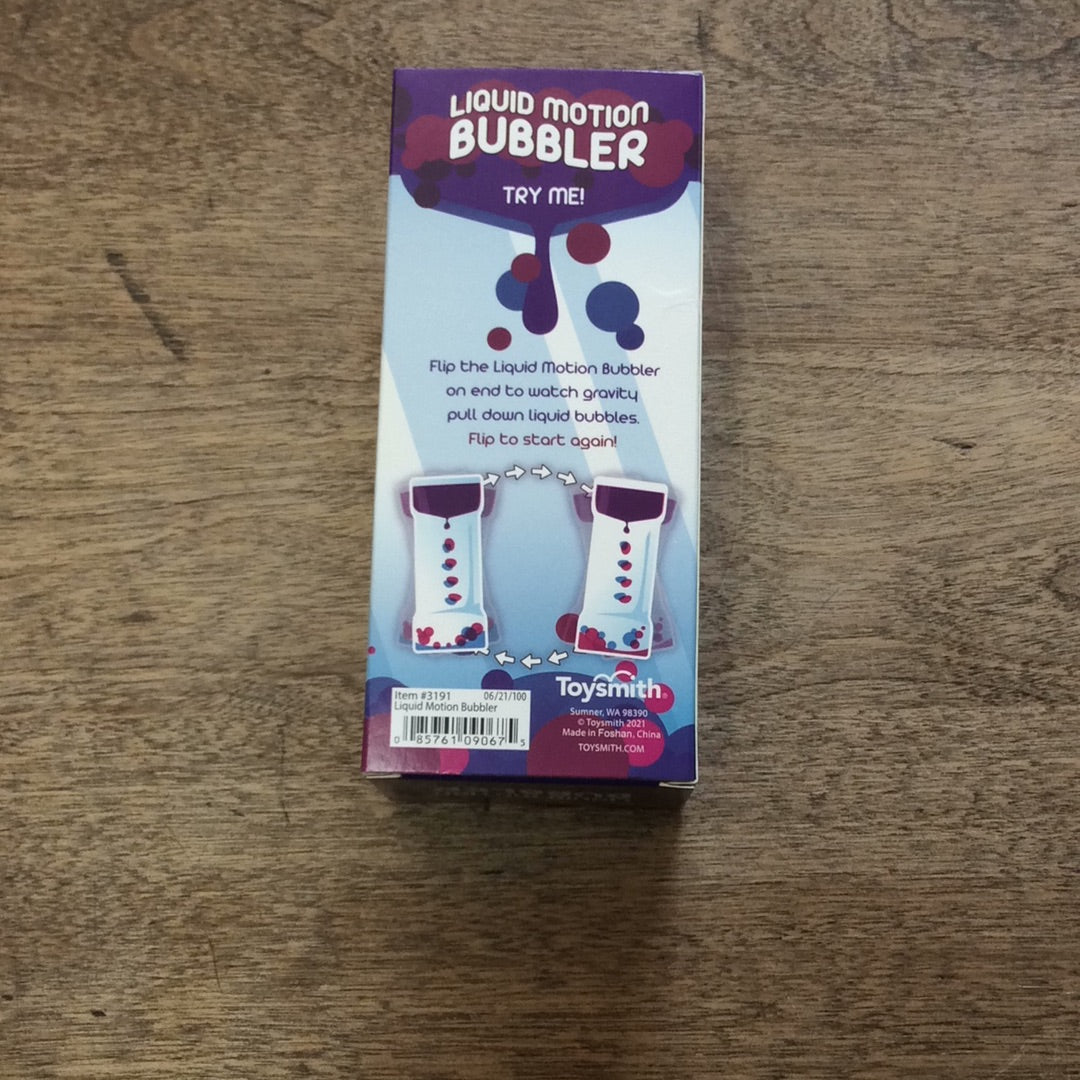 LIQUID MOTION
BUBBLER
TRY ME!
Flip the Liquid Motion Bubbler
on end to watch gravity
pull down liquid bubbles.
Flip to start again!
Item #3191 06/21/100
Liquid Motion Bubbler
0 85761 09067 5
Toysmith®
Sumner, WA 98390
© Toysmith 2021
Made in Foshan, China
TOYSMITH.COM